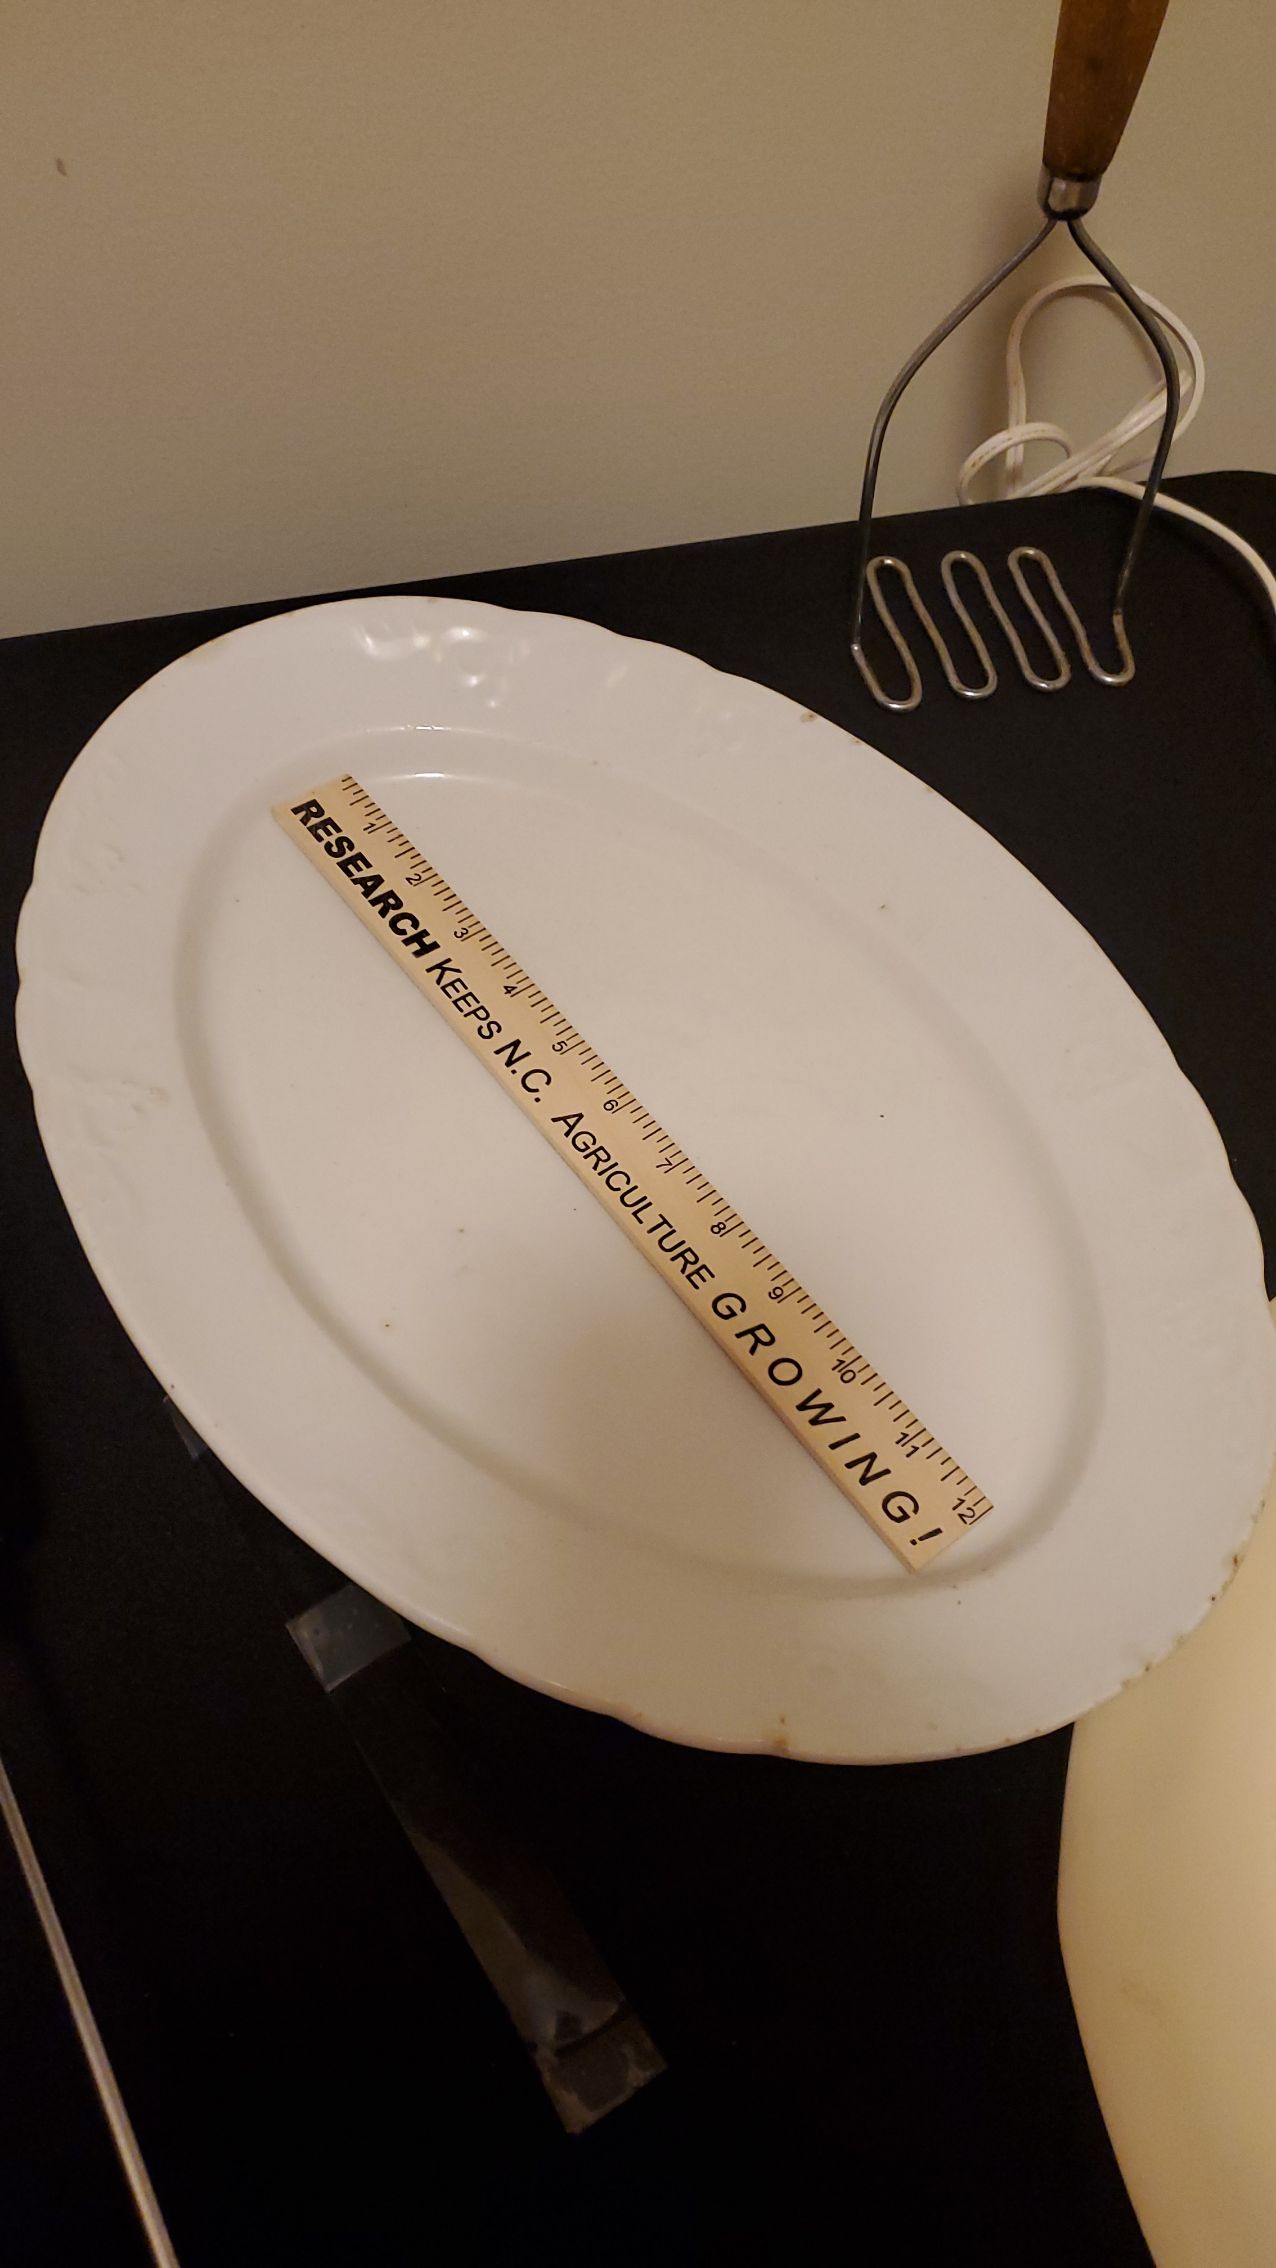 1 2 3 4 5 6 7 8 9 10 11 12
RESEARCH KEEPS N.C. AGRICULTURE GROWING!